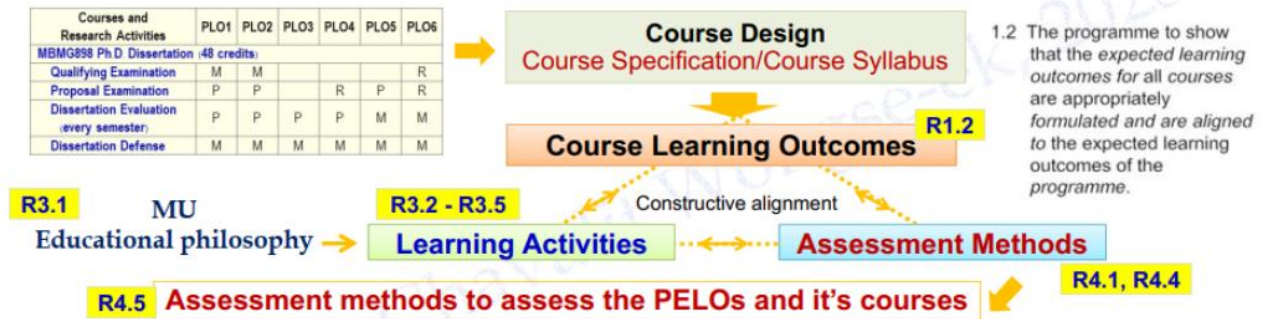 Courses and
Research Activities PLO1 PLO2 PLO3 PLO4 PLO5 PLO6
MBMG898 Ph.D Dissertation (48 credits)
Qualifying Examination M M R
Proposal Examination P P R P R
Dissertation Evaluation
(every semester) P P P P M M
Dissertation Defense M M M M M M
Course Design
Course Specification/Course Syllabus
1.2 The programme to show
that the expected learning
outcomes for all courses
are appropriately
formulated and are aligned
to the expected learning
outcomes of the
programme.
R1.2
Course Learning Outcomes
R3.1
MU
Educational philosophy
R3.2 - R3.5
Constructive alignment
Learning Activities
Assessment Methods
R4.1, R4.4
R4.5 Assessment methods to assess the PELOs and it's courses